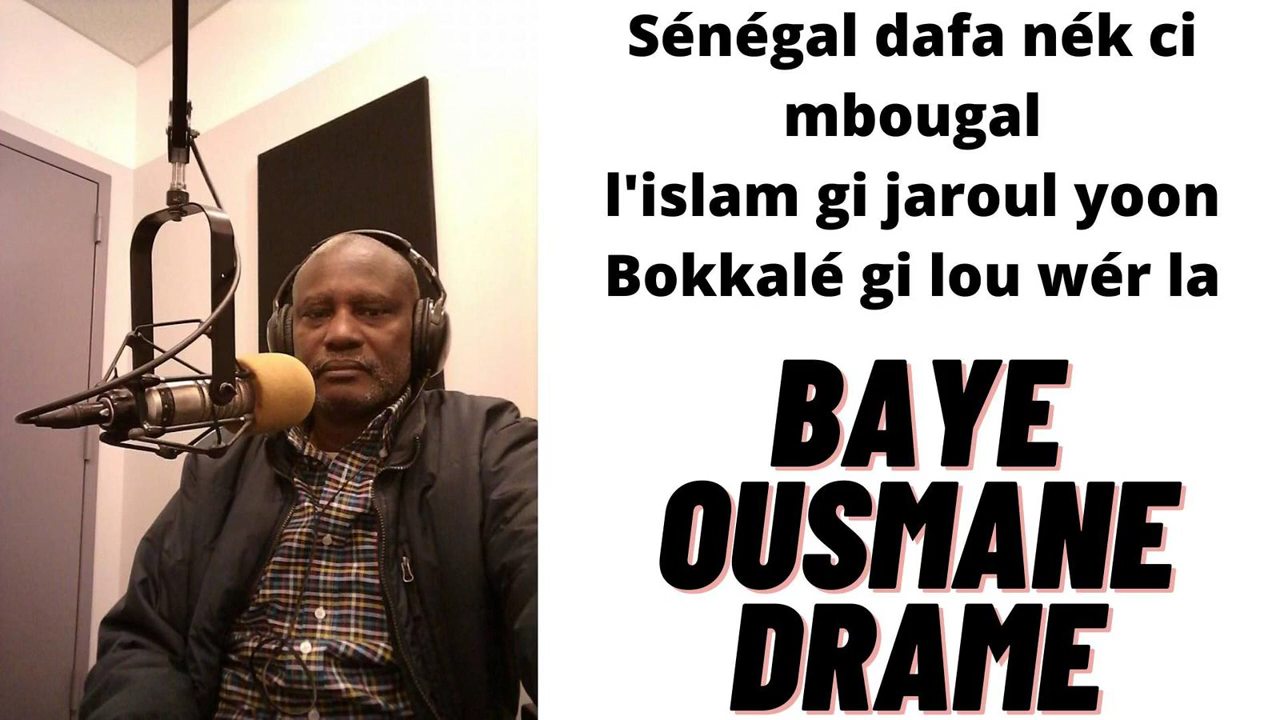 Sénégal dafa nék ci
mbougal
l'islam gi jaroul yoon
Bokkalé gi lou wér la
BAYE
OUSMANE
DRAME